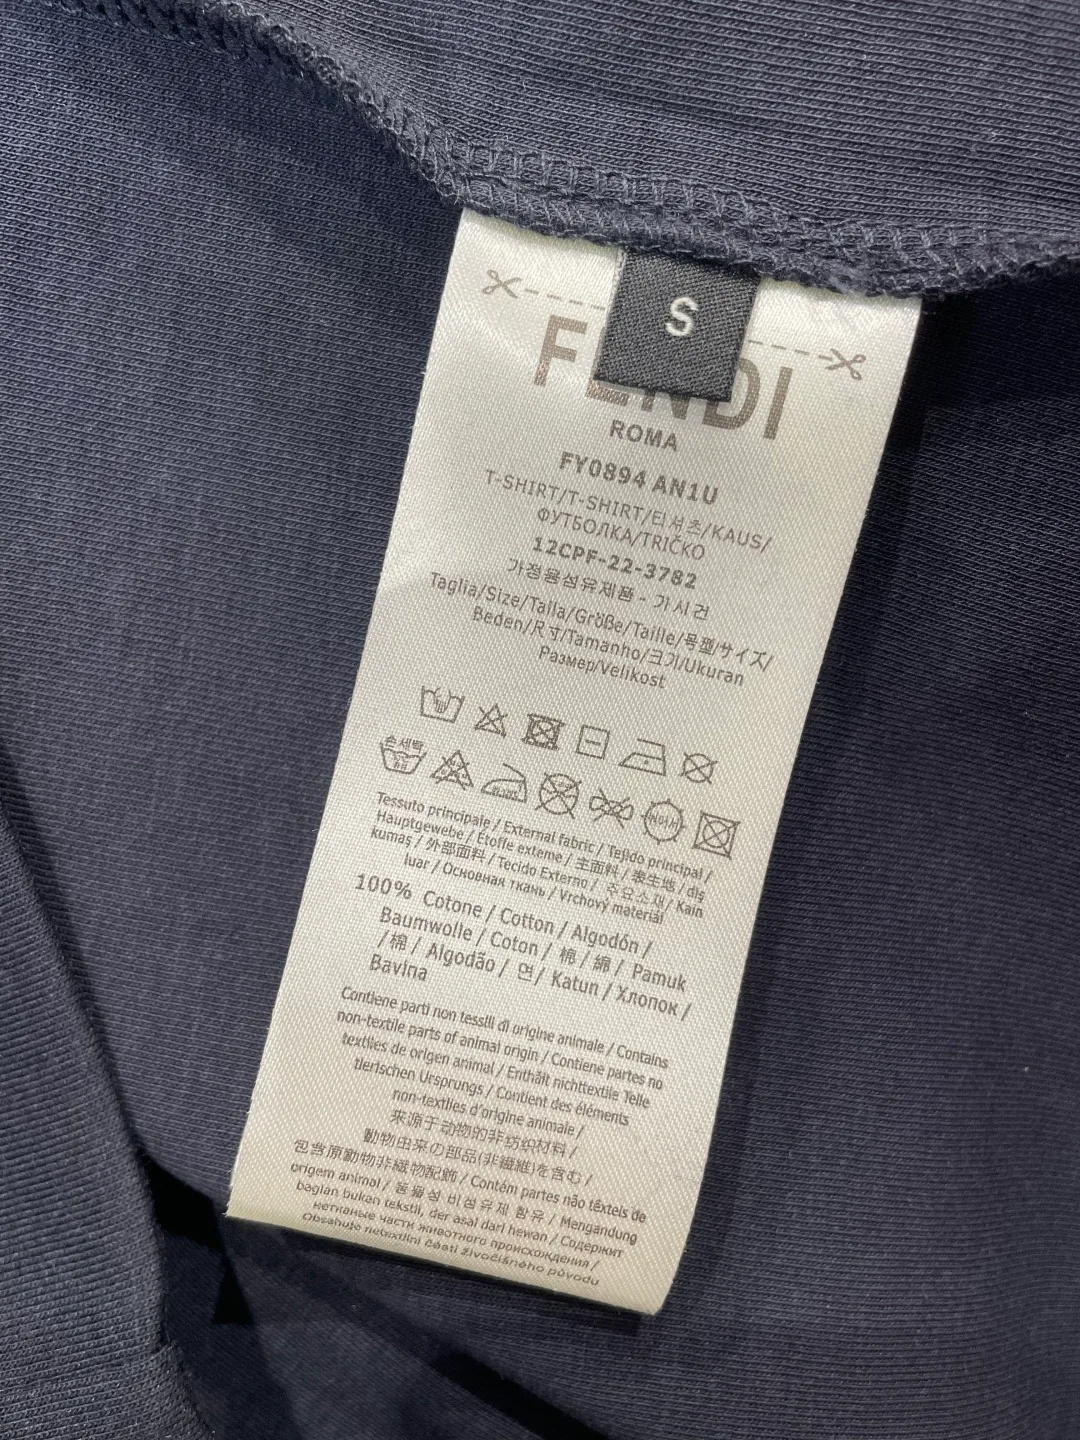 S
FENDI
ROMA
FY0894 AN1U
T-SHIRT/T-SHIRT/티셔츠/KAUS/
ФУТБОЛКА/TRIČKO
12CPF-22-3782
가정용섬유제품 - 가시건
Taglia/Size/Talla/Größe/Taille/号型/サイズ/
Beden/尺寸/Tamanho/크기/Ukuran
Размер/Velikost
손세탁
Tessuto principale / External fabric / Tejido principal /
Hauptgewebe / Étoffe externe / 主面料 / 表生地 / dış
kumaş / 外部面料 / Tecido Externo / 주요소재 / Kain
luar / Основная ткань / Vrchový materiál
100% Cotone / Cotton / Algodón /
Baumwolle / Coton / 棉 / 綿 / Pamuk
/ 棉 / Algodão / 면 / Katun / Хлопок /
Bavlna
Contiene parti non tessili di origine animale / Contains
non-textile parts of animal origin / Contiene partes no
textiles de origen animal / Enthält nichttextile Teile
tierischen Ursprungs / Contient des éléments
non-textiles d'origine animale /
来源于动物的非纺织材料 /
動物由来の部品(非繊維)を含む /
包含原動物非織物配飾 / Contém partes não têxteis de
origem animal / 동물성 비섬유제 함유 / Mengandung
bagian bukan tekstil, der asal dari hewan / Содержит
нетканые части животного происхождения /
Obsahuje netextilní části živočišného původu